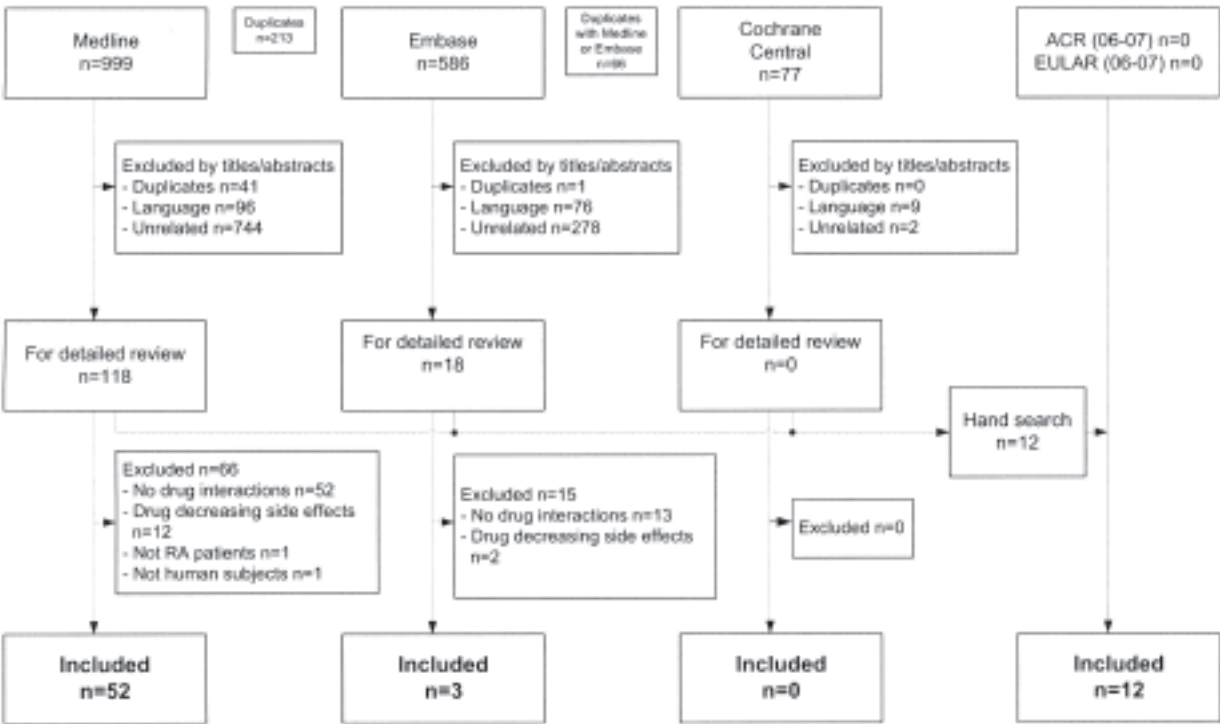 Medline
n=999
Duplicates
n=213
Embase
n=586
Duplicates
with Medline
or Embase
n=66
Cochrane
Central
n=77
ACR (06-07) n=0
EULAR (06-07) n=0
Excluded by titles/abstracts
- Duplicates n=41
- Language n=96
- Unrelated n=744
Excluded by titles/abstracts
- Duplicates n=1
- Language n=76
- Unrelated n=278
Excluded by titles/abstracts
- Duplicates n=0
- Language n=9
- Unrelated n=2
For detailed review
n=118
For detailed review
n=18
For detailed review
n=0
Hand search
n=12
Excluded n=66
- No drug interactions n=52
- Drug decreasing side effects
n=12
- Not RA patients n=1
- Not human subjects n=1
Excluded n=15
- No drug interactions n=13
- Drug decreasing side effects
n=2
Excluded n=0
Included
n=52
Included
n=3
Included
n=0
Included
n=12